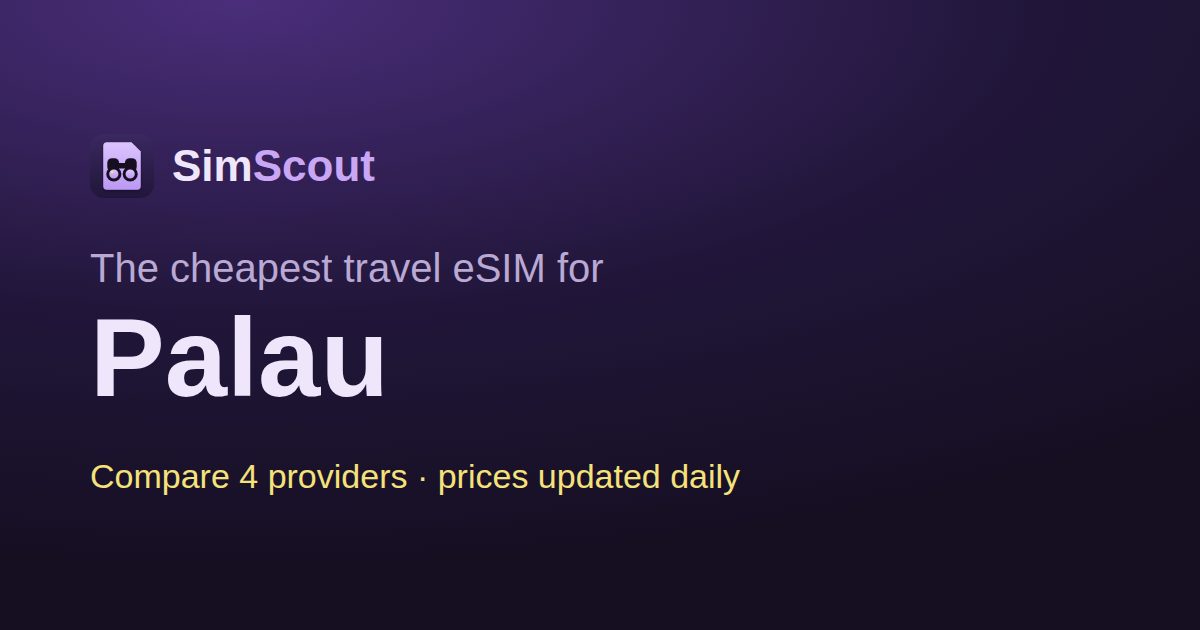 SimScout
The cheapest travel eSIM for
Palau
Compare 4 providers · prices updated daily